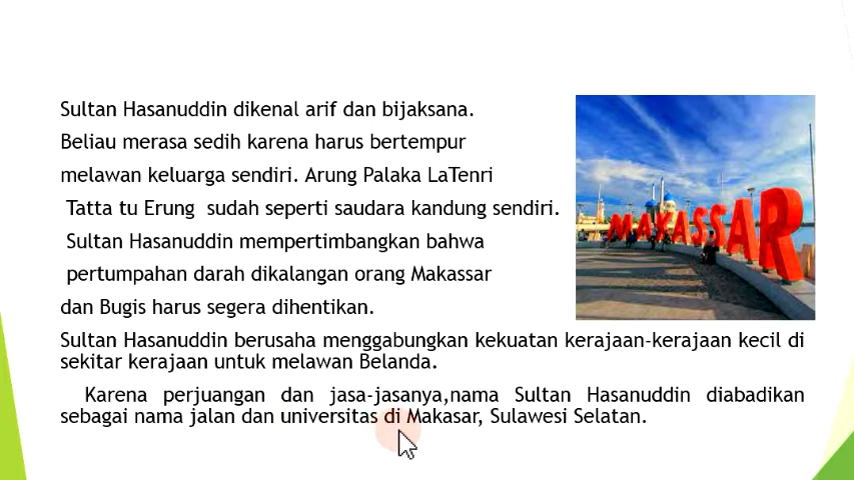 Sultan Hasanuddin dikenal arif dan bijaksana.
Beliau merasa sedih karena harus bertempur
melawan keluarga sendiri. Arung Palaka LaTenri
Tatta tu Erung sudah seperti saudara kandung sendiri.
Sultan Hasanuddin mempertimbangkan bahwa
pertumpahan darah dikalangan orang Makassar
dan Bugis harus segera dihentikan.
MAKASSAR
Sultan Hasanuddin berusaha menggabungkan kekuatan kerajaan-kerajaan kecil di
sekitar kerajaan untuk melawan Belanda.
Karena perjuangan dan jasa-jasanya,nama Sultan Hasanuddin diabadikan
sebagai nama jalan dan universitas di Makasar, Sulawesi Selatan.